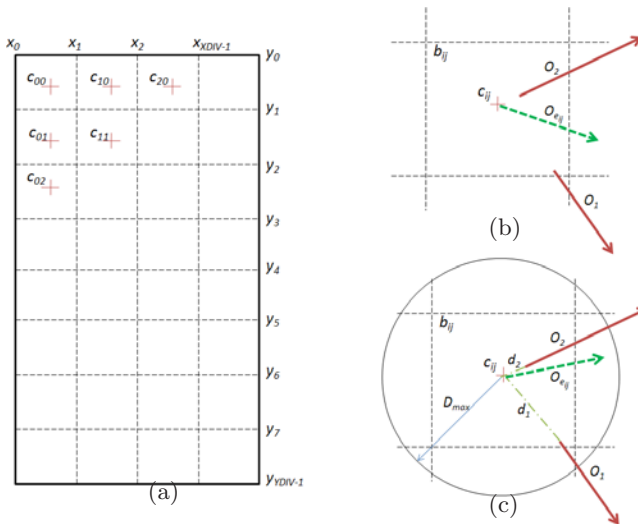 x0 x1 x2 xXDIV-1
y0
c00 c10 c20
y1
c01 c11
y2
c02
y3
y4
y5
y6
y7
yYDIV-1
(a)
bij
O2
cij
Oeij
O1
(b)
bij
O2
cij d2
Oeij
Dmax
d1
O1
(c)